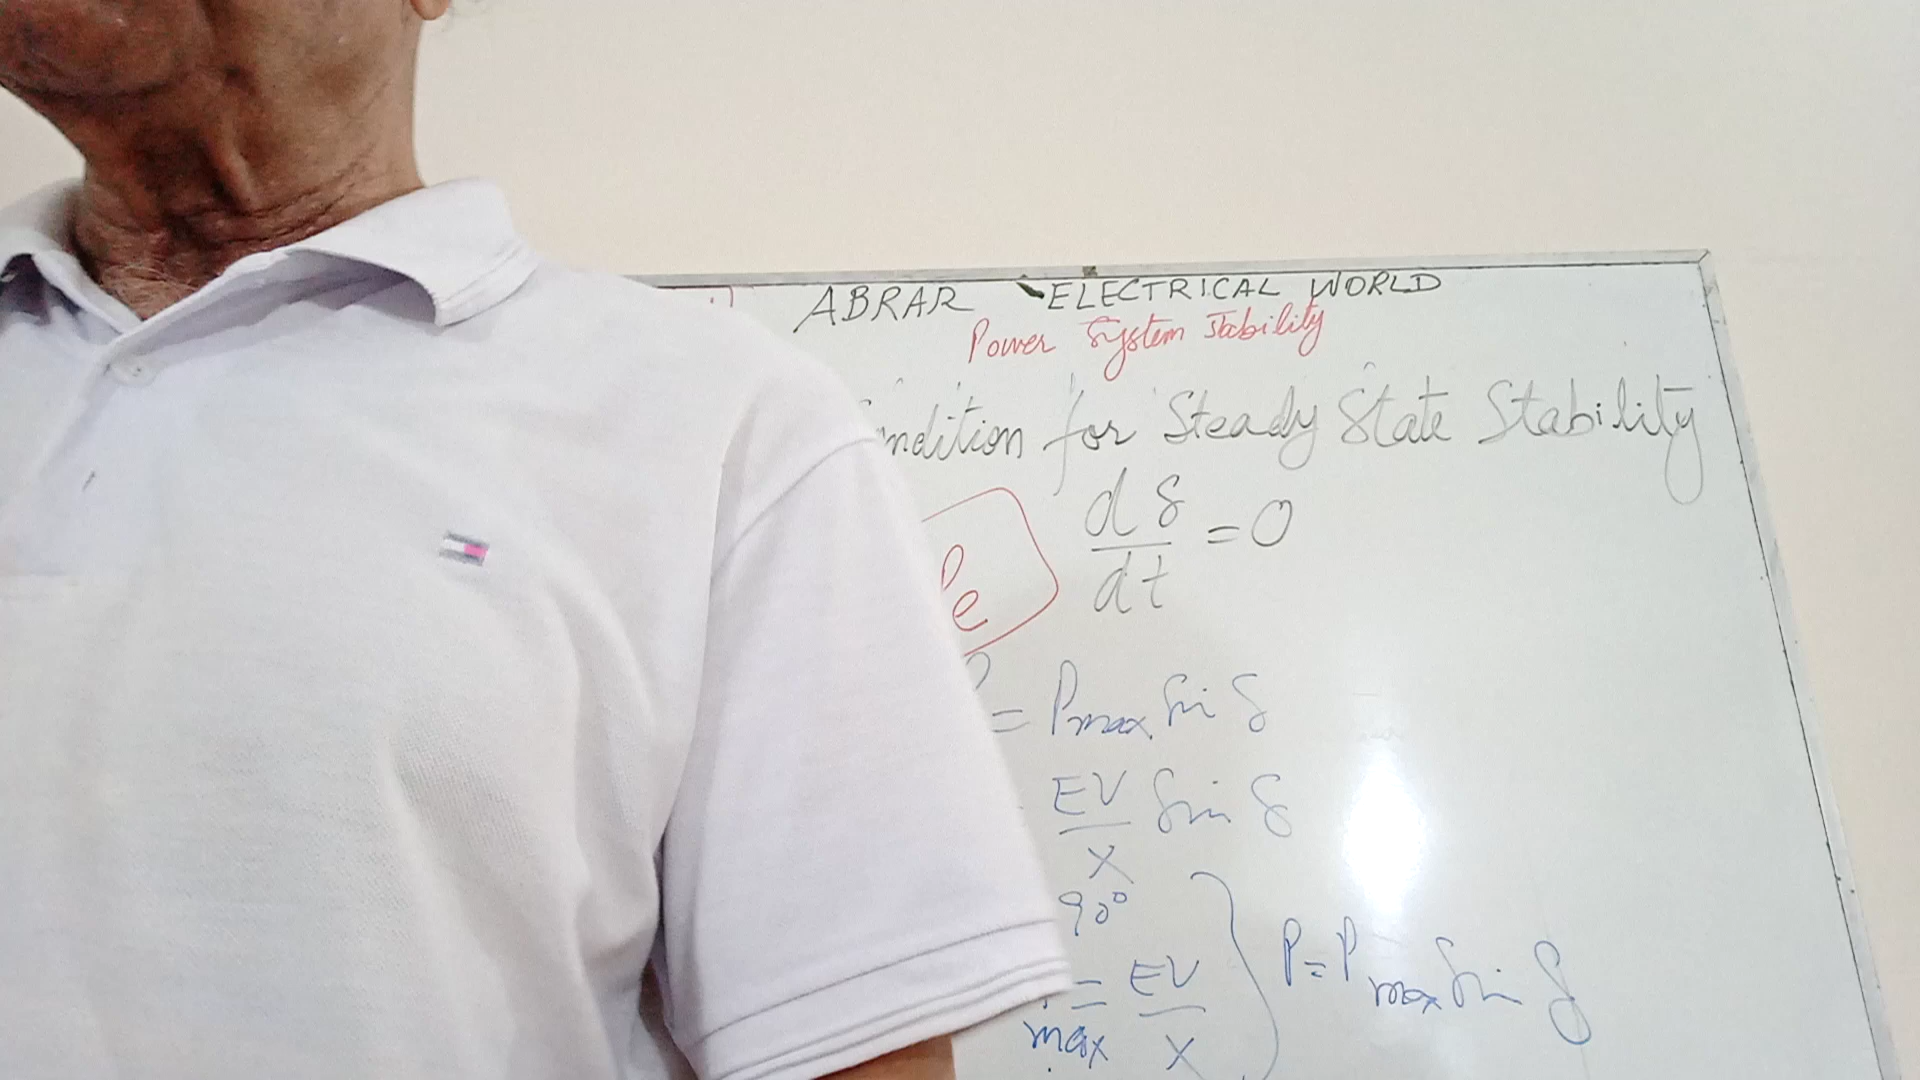 ABRAR ELECTRICAL WORLD
Power System Stability
ndition for Steady State Stability
Pe
dδ/dt = 0
= Pmax Sin δ
EV/X Sin δ
90°
max = EV/X
P = Pmax Sin δ